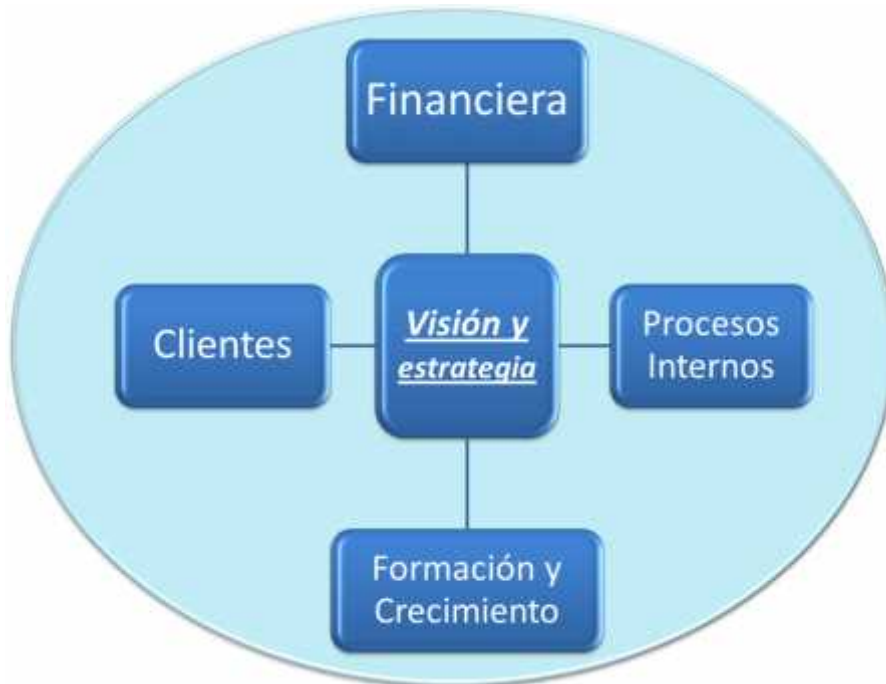 Financiera
Clientes
Visión y
estrategia
Procesos
Internos
Formación y
Crecimiento